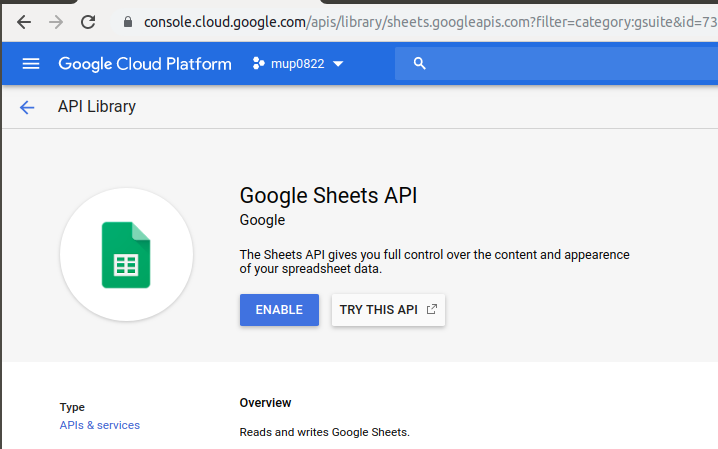 console.cloud.google.com/apis/library/sheets.googleapis.com?filter=category:gsuite&id=73
Google Cloud Platform
mup0822
API Library
Google Sheets API
Google
The Sheets API gives you full control over the content and appearence
of your spreadsheet data.
ENABLE
TRY THIS API
Type
APIs & services
Overview
Reads and writes Google Sheets.